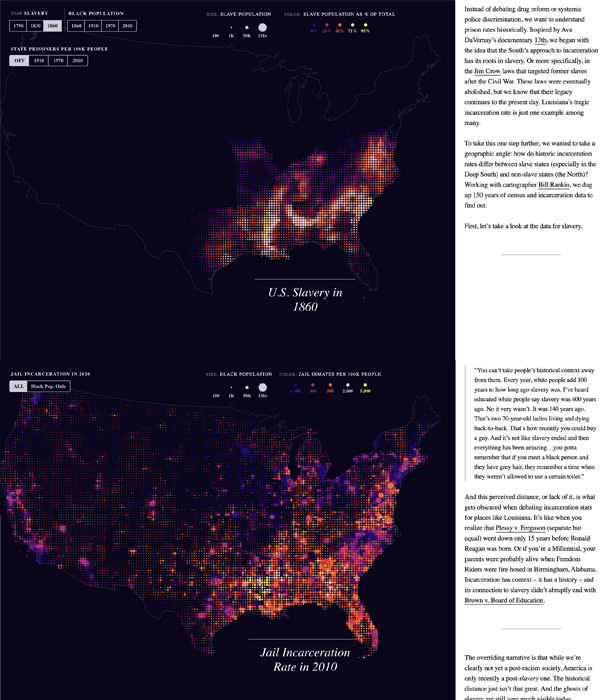 YEAR: SLAVERY
BLACK POPULATION
1790 1830 1860
1860 1910 1970 2010
STATE PRISONERS PER 100K PEOPLE
OFF 1910 1970 2010
SIZE: SLAVE POPULATION
100 1K 50K 1M+
COLOR: SLAVE POPULATION AS % OF TOTAL
71% 95%
U.S. Slavery in
1860
Instead of debating drug reform or systemic
police discrimination, we want to understand
prison rates historically. Inspired by Ava
DuVernay's documentary 13th, we began with
the idea that the South's approach to incarceration
has its roots in slavery. Or more specifically, in
the Jim Crow laws that targeted former slaves
after the Civil War. These laws were eventually
abolished, but we know that their legacy
continues to the present day. Louisiana's tragic
incarceration rate is just one example among
many.
To take this one step further, we wanted to take a
geographic angle: how do historic incarceration
rates differ between slave states (especially in the
Deep South) and non-slave states (the North)?
Working with cartographer Bill Rankin, we dug
up 150 years of census and incarceration data to
find out.
First, let's take a look at the data for slavery.
JAIL INCARCERATION IN 2010
ALL Black Pop. Only
SIZE: BLACK POPULATION
100 1K 50K 1M+
COLOR: JAIL INMATES PER 100K PEOPLE
2,000 5,000
Jail Incarceration
Rate in 2010
"You can't take people's historical context away
from them. Every year, white people add 100
years to how long ago slavery was. I've heard
educated white people say slavery was 400 years
ago. No it very wasn't. It was 140 years ago.
That's two 70-year-old ladies living and dying
back-to-back. That's how recently you could buy
a guy. And it's not like slavery ended and then
everything has been amazing…you gotta
remember that if you meet a black person and
they have grey hair, they remember a time when
they weren't allowed to use a certain toilet."
And this perceived distance, or lack of it, is what
gets obscured when debating incarceration stats
for places like Louisiana. It's like when you
realize that Plessy v. Ferguson (separate but
equal) went down only 15 years before Ronald
Reagan was born. Or if you're a Millennial, your
parents were probably alive when Freedom
Riders were fire-hosed in Birmingham, Alabama.
Incarceration has context – it has a history – and
its connection to slavery didn't abruptly end with
Brown v. Board of Education.
The overriding narrative is that while we're
clearly not yet a post-racism society, America is
only recently a post-slavery one. The historical
distance just isn't that great. And the ghosts of
slavery are still very much visible today